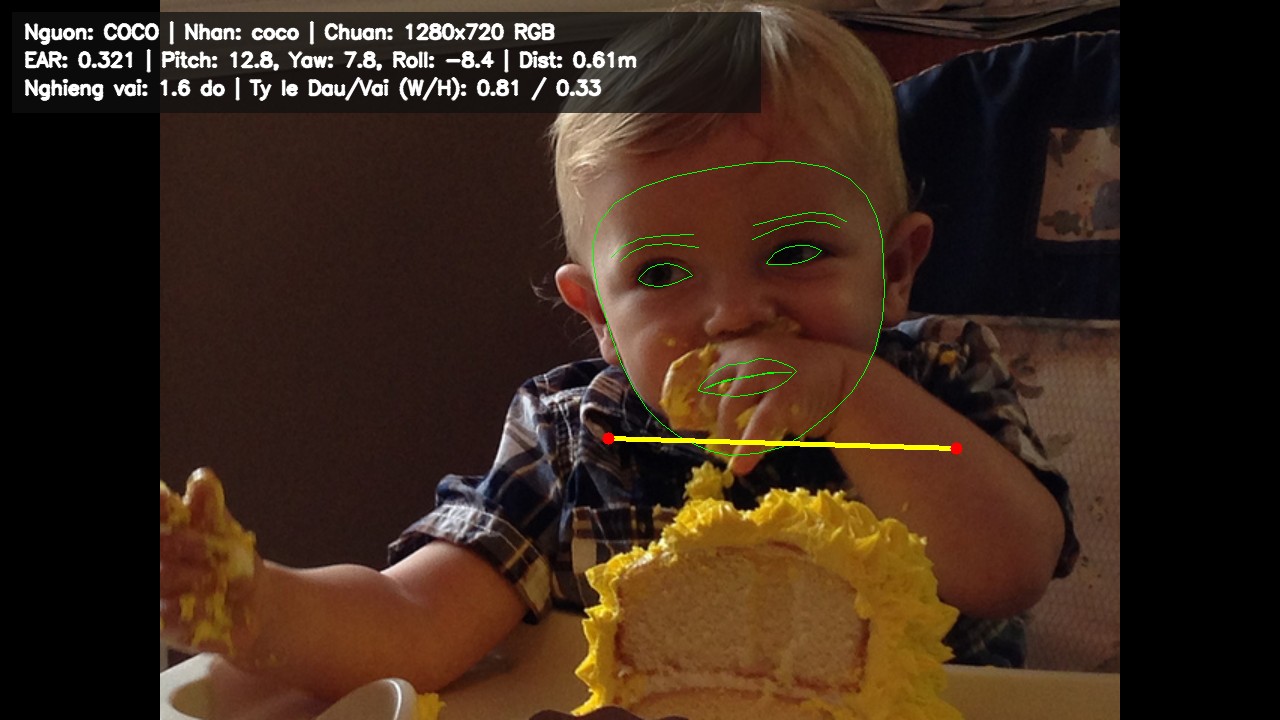 Nguon: COCO | Nhan: coco | Chuan: 1280x720 RGB
EAR: 0.321 | Pitch: 12.8, Yaw: 7.8, Roll: -8.4 | Dist: 0.61m
Nghieng vai: 1.6 do | Ty le Dau/Vai (W/H): 0.81 / 0.33